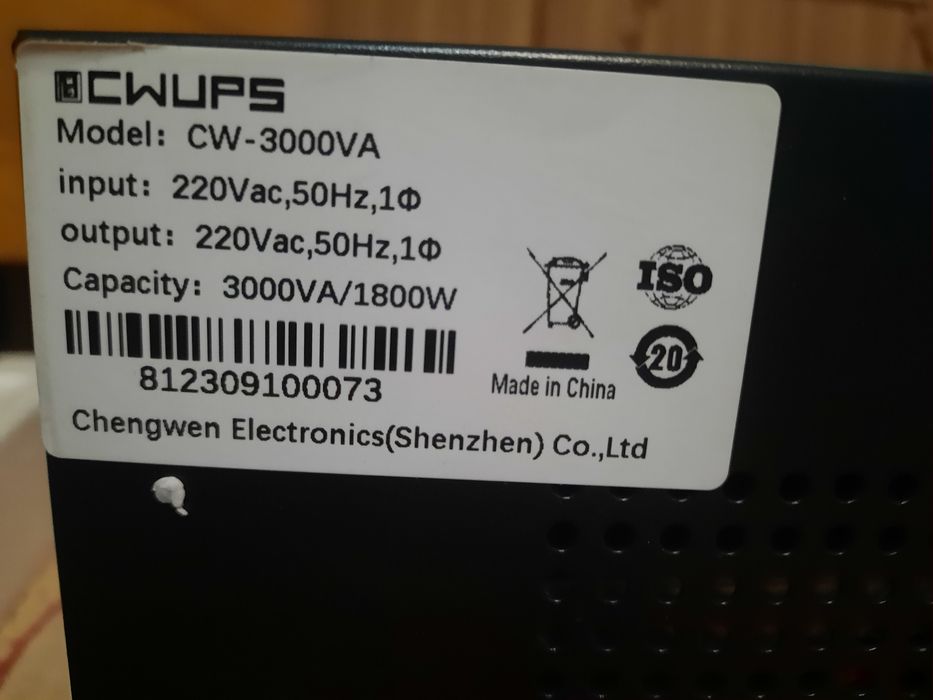 CWUPS
Model: CW-3000VA
input: 220Vac,50Hz,1Φ
output: 220Vac,50Hz,1Φ
Capacity: 3000VA/1800W
812309100073
Chengwen Electronics(Shenzhen) Co.,Ltd
ISO
20
Made in China